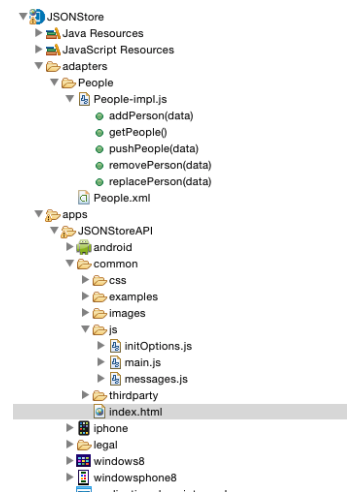 JSONStore
Java Resources
JavaScript Resources
adapters
People
People-impl.js
addPerson(data)
getPeople()
pushPeople(data)
removePerson(data)
replacePerson(data)
People.xml
apps
JSONStoreAPI
android
common
css
examples
images
js
initOptions.js
main.js
messages.js
thirdparty
index.html
iphone
legal
windows8
windowsphone8